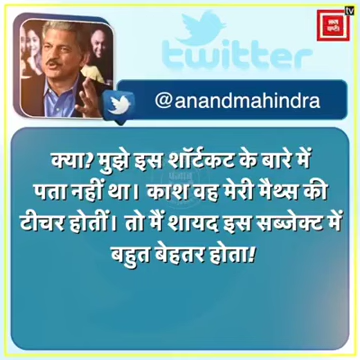 twitter
@anandmahindra
क्या? मुझे इस शॉर्टकट के बारे में
पता नहीं था। काश वह मेरी मैथ्स की
टीचर होतीं। तो मैं शायद इस सब्जेक्ट में
बहुत बेहतर होता!